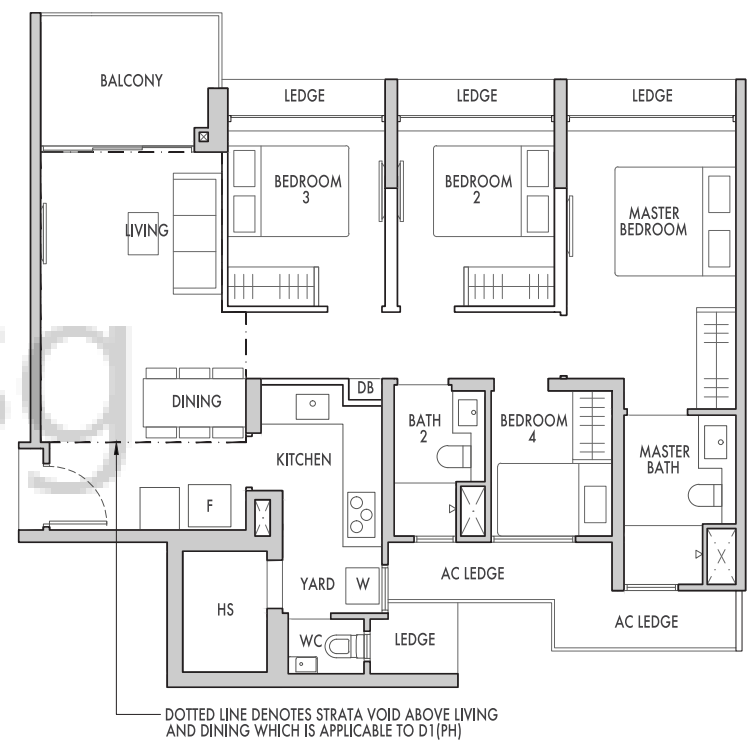 BALCONY
LEDGE
LEDGE
LEDGE
BEDROOM
3
BEDROOM
2
MASTER
BEDROOM
LIVING
DB
DINING
BATH
2
BEDROOM
4
KITCHEN
MASTER
BATH
F
HS
YARD
W
AC LEDGE
AC LEDGE
WC
LEDGE
DOTTED LINE DENOTES STRATA VOID ABOVE LIVING
AND DINING WHICH IS APPLICABLE TO D1(PH)